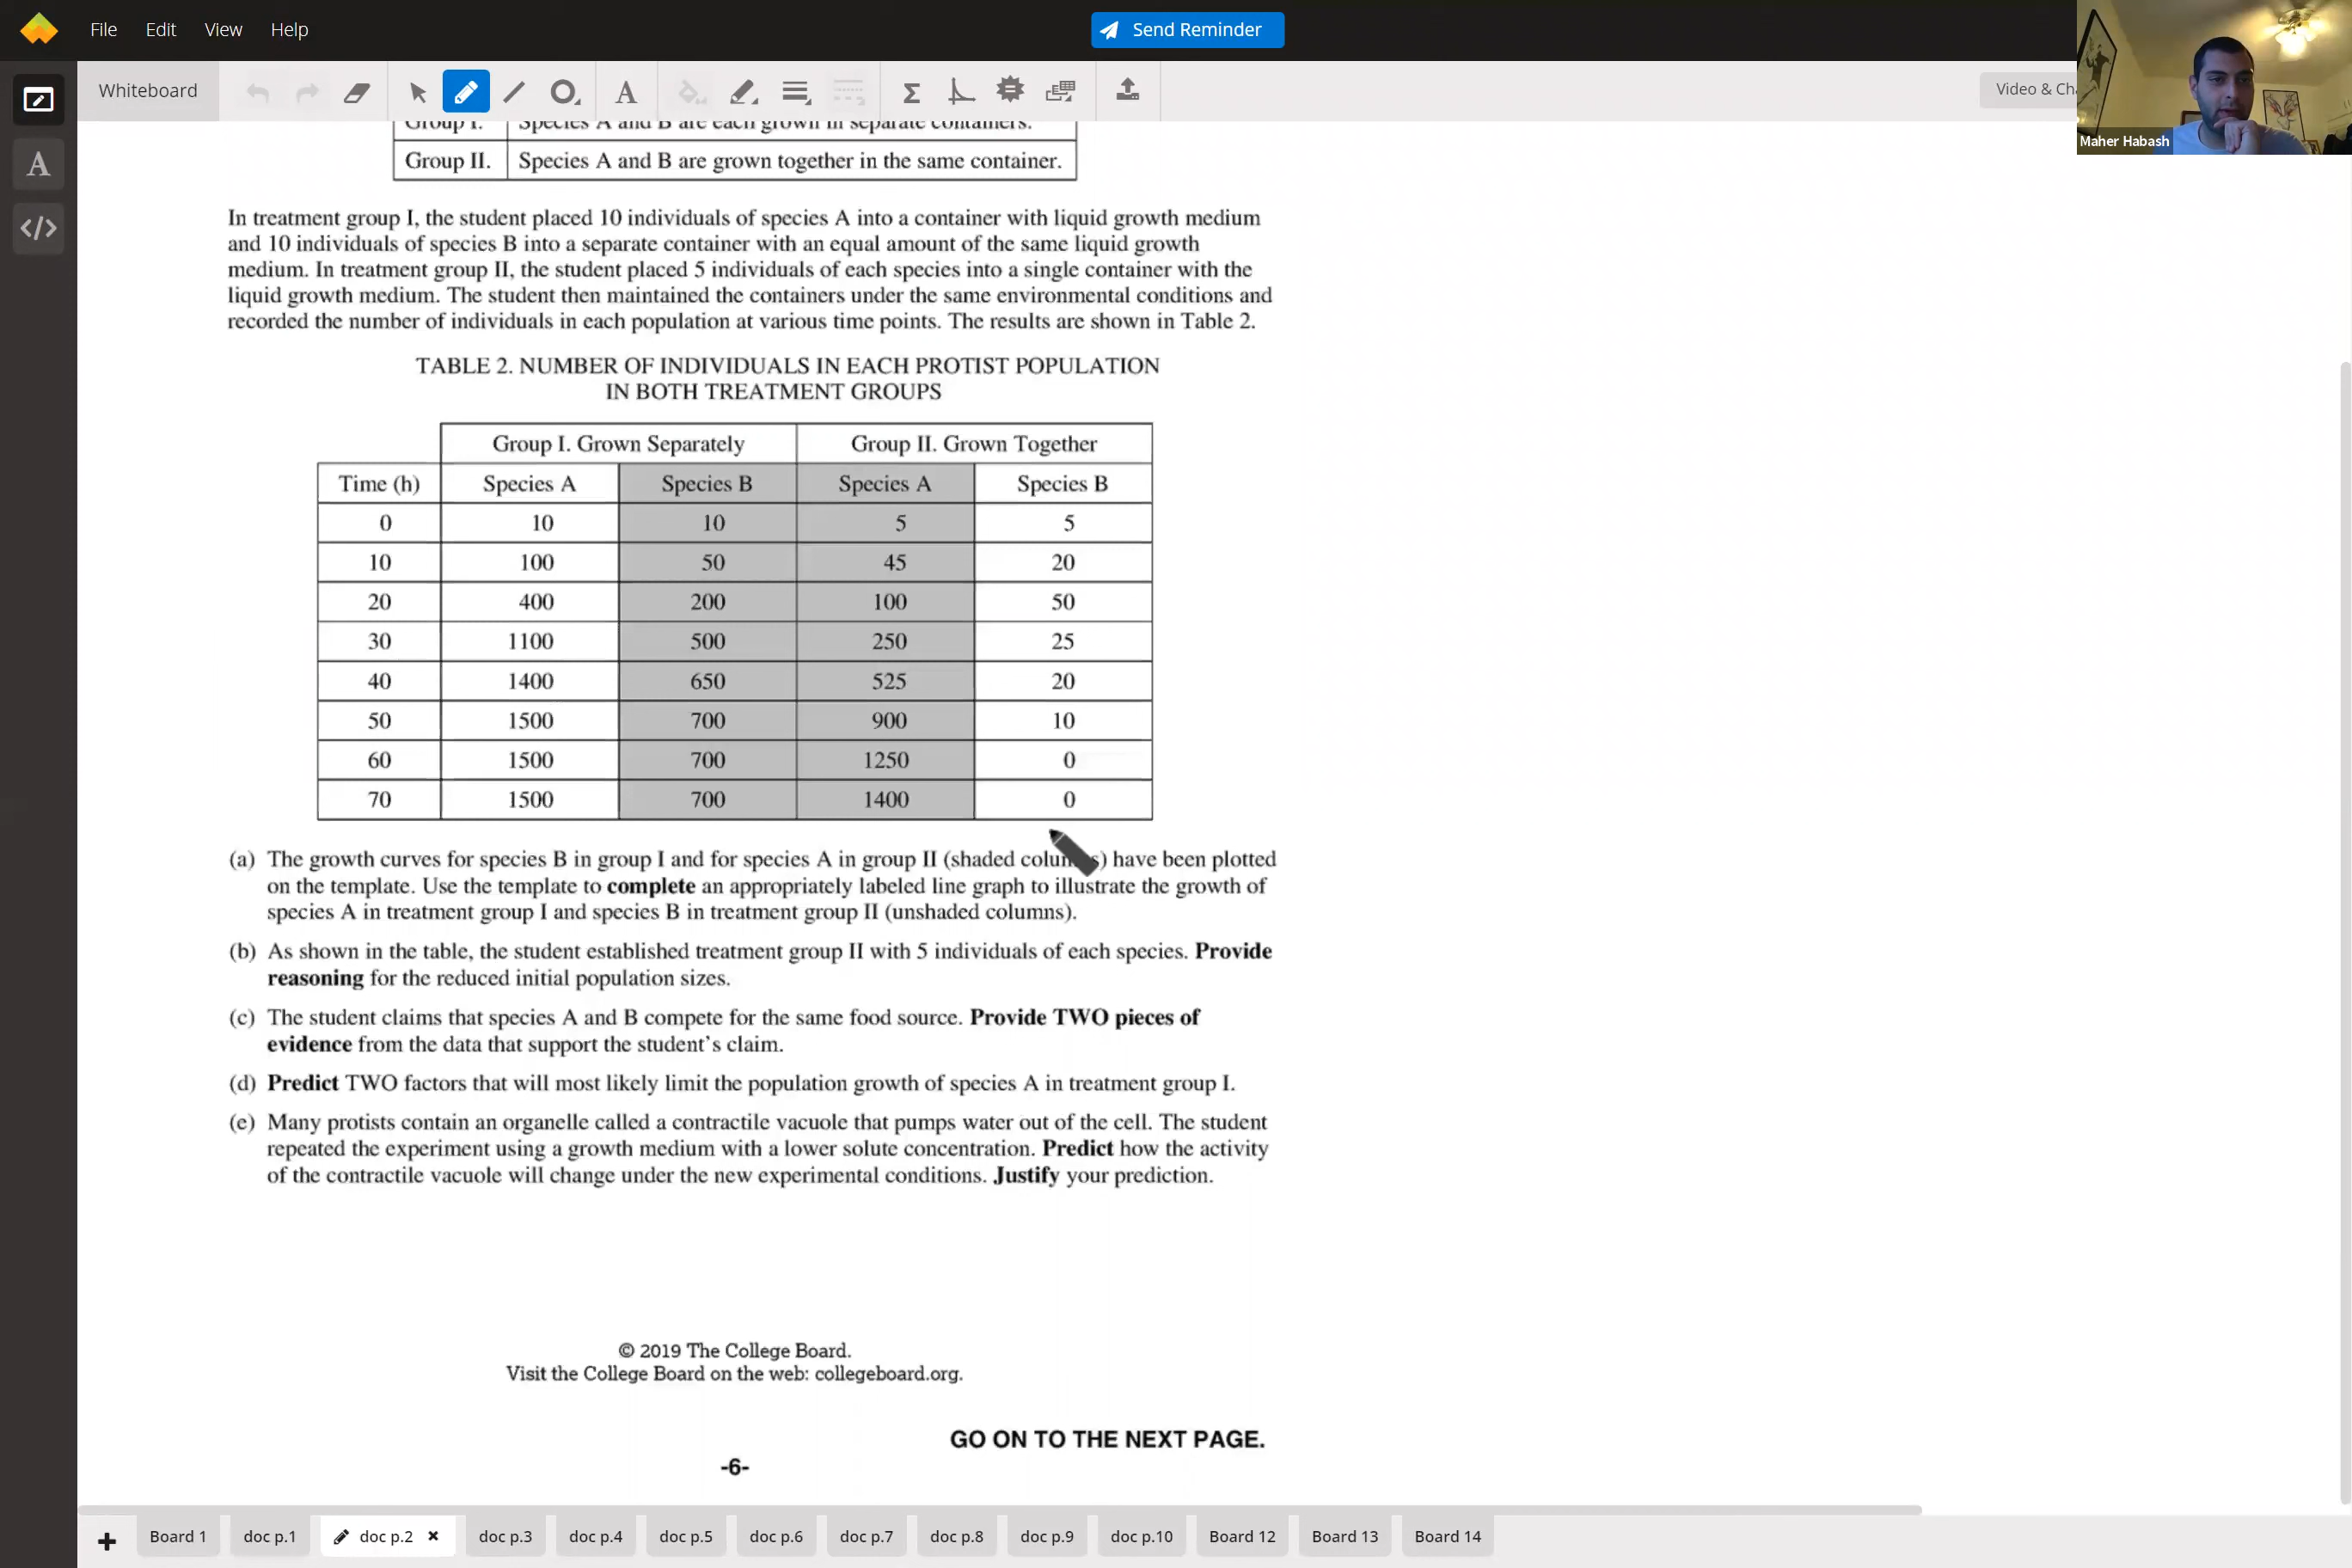 File Edit View Help
Send Reminder
Whiteboard
A
Σ
Video & Cha
Maher Habash
A
</>
Group I. Species A and B are each grown in separate containers.
Group II. Species A and B are grown together in the same container.
In treatment group I, the student placed 10 individuals of species A into a container with liquid growth medium
and 10 individuals of species B into a separate container with an equal amount of the same liquid growth
medium. In treatment group II, the student placed 5 individuals of each species into a single container with the
liquid growth medium. The student then maintained the containers under the same environmental conditions and
recorded the number of individuals in each population at various time points. The results are shown in Table 2.
TABLE 2. NUMBER OF INDIVIDUALS IN EACH PROTIST POPULATION
IN BOTH TREATMENT GROUPS
Group I. Grown Separately Group II. Grown Together
Time (h) Species A Species B Species A Species B
0 10 10 5 5
10 100 50 45 20
20 400 200 100 50
30 1100 500 250 25
40 1400 650 525 20
50 1500 700 900 10
60 1500 700 1250 0
70 1500 700 1400 0
(a) The growth curves for species B in group I and for species A in group II (shaded columns) have been plotted
on the template. Use the template to complete an appropriately labeled line graph to illustrate the growth of
species A in treatment group I and species B in treatment group II (unshaded columns).
(b) As shown in the table, the student established treatment group II with 5 individuals of each species. Provide
reasoning for the reduced initial population sizes.
(c) The student claims that species A and B compete for the same food source. Provide TWO pieces of
evidence from the data that support the student's claim.
(d) Predict TWO factors that will most likely limit the population growth of species A in treatment group I.
(e) Many protists contain an organelle called a contractile vacuole that pumps water out of the cell. The student
repeated the experiment using a growth medium with a lower solute concentration. Predict how the activity
of the contractile vacuole will change under the new experimental conditions. Justify your prediction.
© 2019 The College Board.
Visit the College Board on the web: collegeboard.org.
GO ON TO THE NEXT PAGE.
-6-
Board 1 doc p.1 doc p.2 doc p.3 doc p.4 doc p.5 doc p.6 doc p.7 doc p.8 doc p.9 doc p.10 Board 12 Board 13 Board 14